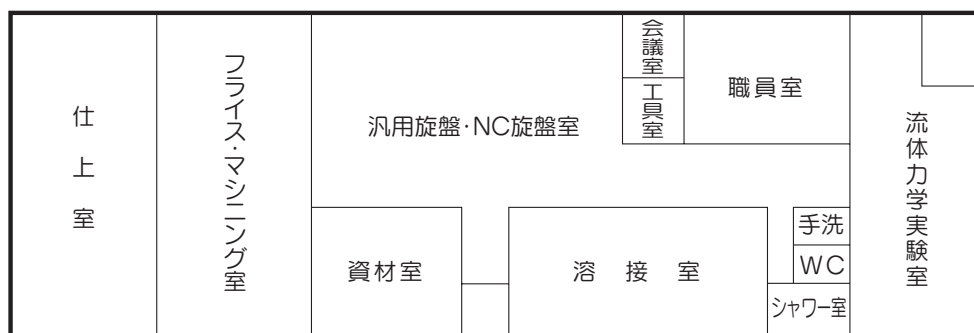 仕上室
フライス・マシニング室
汎用旋盤・NC旋盤室
会議室
工具室
職員室
資材室
溶接室
手洗
WC
シャワー室
流体力学実験室